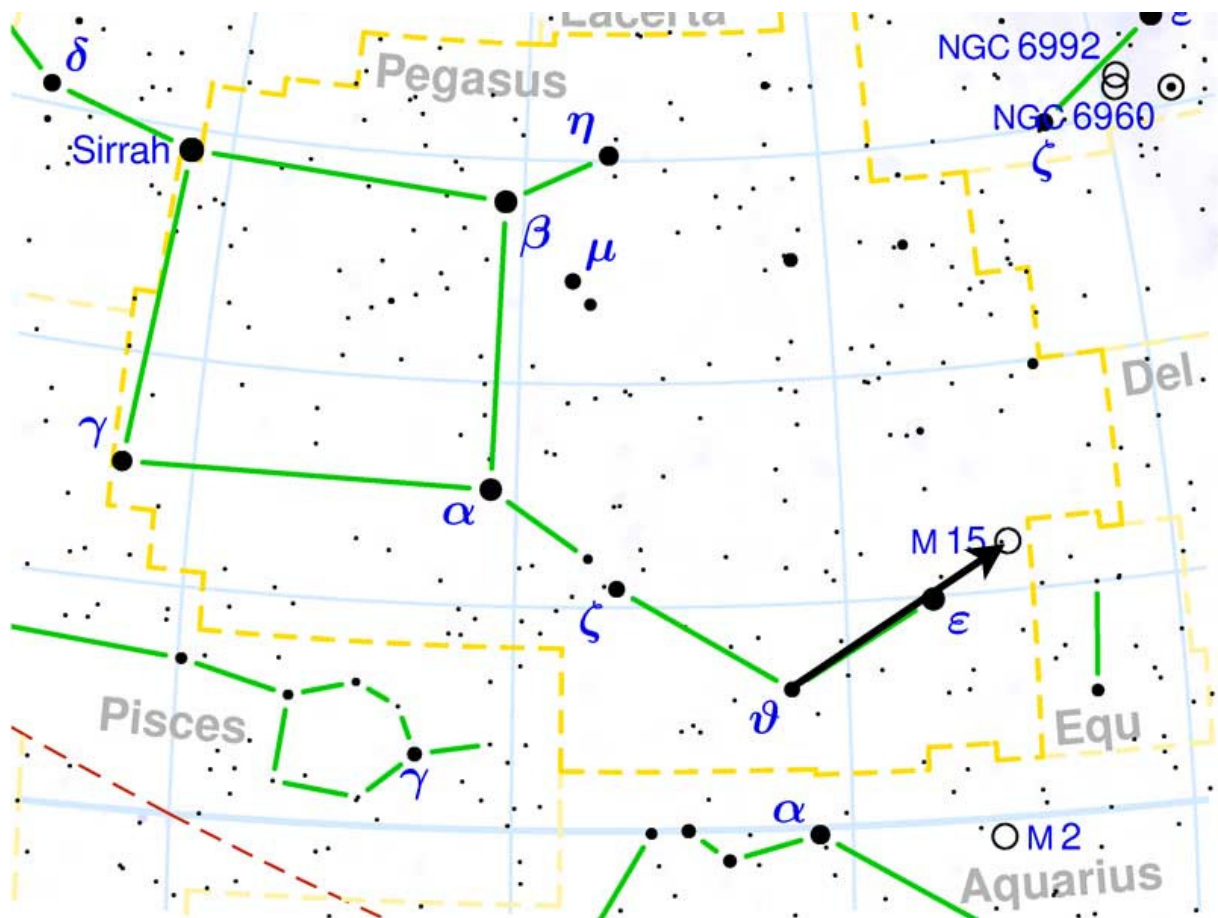 Lacerta
ε
NGC 6992
δ
Pegasus
η
NGC 6960
Sirrah
ζ
β
μ
Del
γ
α
M 15
ζ
ε
Pisces
ϑ
Equ
γ
α
M 2
Aquarius